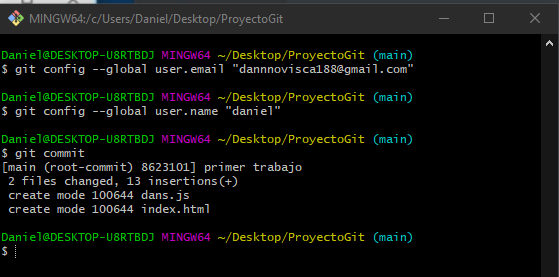 MINGW64:/c/Users/Daniel/Desktop/ProyectoGit
Daniel@DESKTOP-U8RTBDJ MINGW64 ~/Desktop/ProyectoGit (main)
$ git config --global user.email "dannnovisca188@gmail.com"
Daniel@DESKTOP-U8RTBDJ MINGW64 ~/Desktop/ProyectoGit (main)
$ git config --global user.name "daniel"
Daniel@DESKTOP-U8RTBDJ MINGW64 ~/Desktop/ProyectoGit (main)
$ git commit
[main (root-commit) 8623101] primer trabajo
 2 files changed, 13 insertions(+)
 create mode 100644 dans.js
 create mode 100644 index.html
Daniel@DESKTOP-U8RTBDJ MINGW64 ~/Desktop/ProyectoGit (main)
$